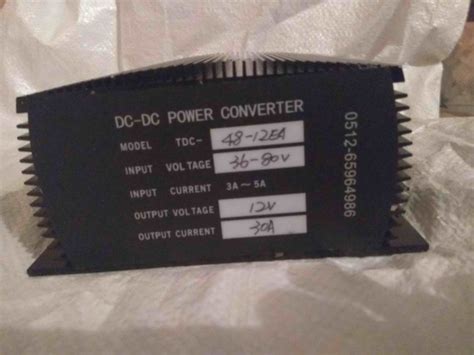 DC-DC POWER CONVERTER
MODEL TDC- 48-12EA
INPUT VOLTAGE 36-80V
INPUT CURRENT 3A～5A
OUTPUT VOLTAGE 12V
OUTPUT CURRENT 30A
0512-65964986